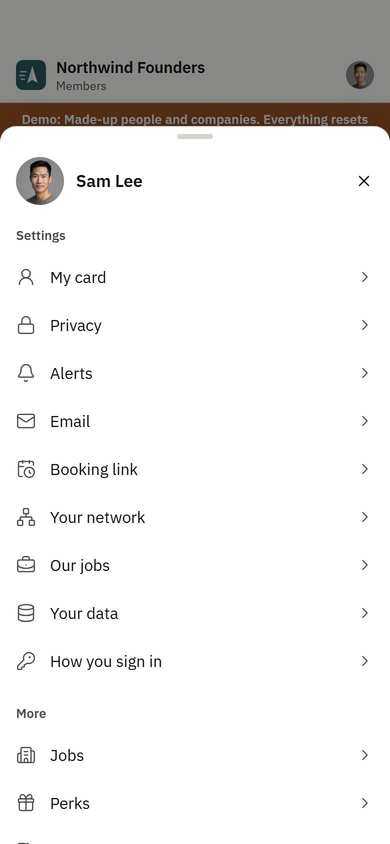 Northwind Founders
Members
Demo: Made-up people and companies. Everything resets
Sam Lee
Settings
My card
Privacy
Alerts
Email
Booking link
Your network
Our jobs
Your data
How you sign in
More
Jobs
Perks